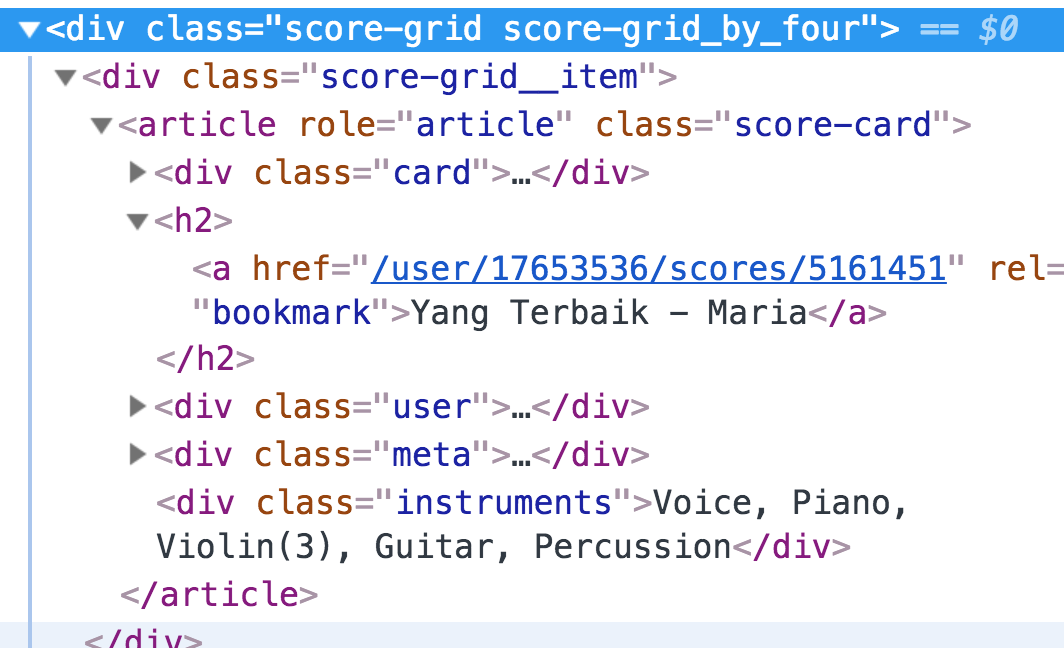 ▼<div class="score-grid score-grid_by_four"> == $0
▼<div class="score-grid__item">
▼<article role="article" class="score-card">
▶<div class="card">…</div>
▼<h2>
<a href="/user/17653536/scores/5161451" rel=
"bookmark">Yang Terbaik - Maria</a>
</h2>
▶<div class="user">…</div>
▶<div class="meta">…</div>
<div class="instruments">Voice, Piano,
Violin(3), Guitar, Percussion</div>
</article>
</div>